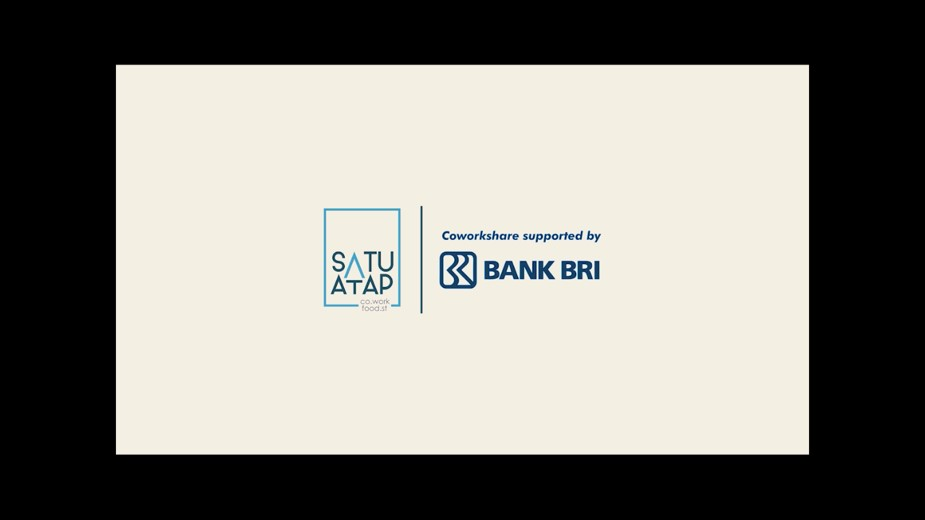 SATU
ATAP
co.work
food.st
Coworkshare supported by
BANK BRI